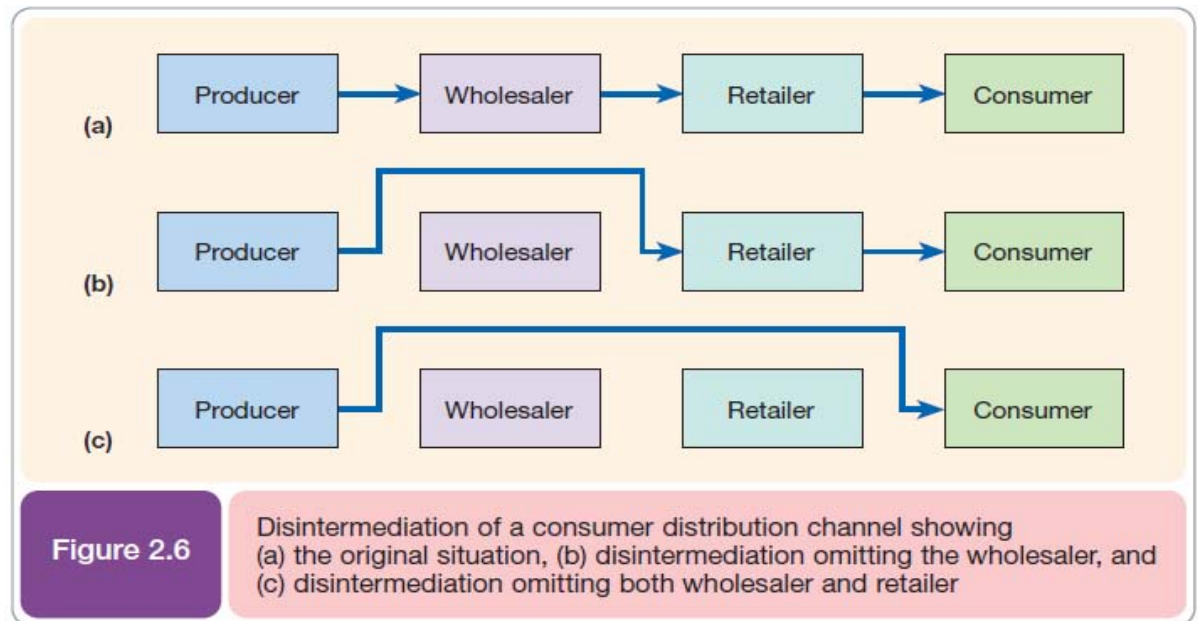 Producer Wholesaler Retailer Consumer
(a)
Producer Wholesaler Retailer Consumer
(b)
Producer Wholesaler Retailer Consumer
(c)
Figure 2.6
Disintermediation of a consumer distribution channel showing
(a) the original situation, (b) disintermediation omitting the wholesaler, and
(c) disintermediation omitting both wholesaler and retailer